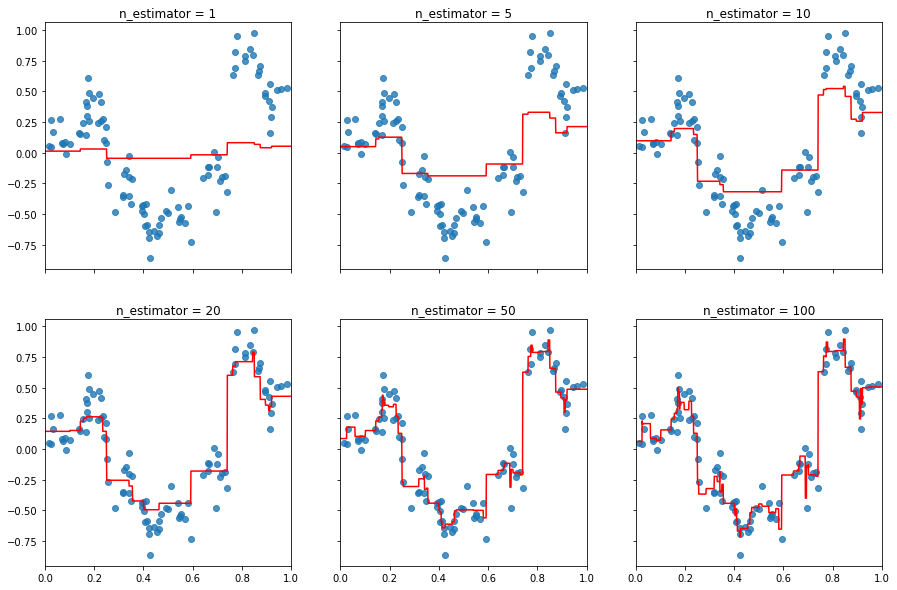 n_estimator = 1
n_estimator = 5
n_estimator = 10
1.00
0.75
0.50
0.25
0.00
−0.25
−0.50
−0.75
n_estimator = 20
n_estimator = 50
n_estimator = 100
1.00
0.75
0.50
0.25
0.00
−0.25
−0.50
−0.75
0.0 0.2 0.4 0.6 0.8 1.0
0.0 0.2 0.4 0.6 0.8 1.0
0.0 0.2 0.4 0.6 0.8 1.0